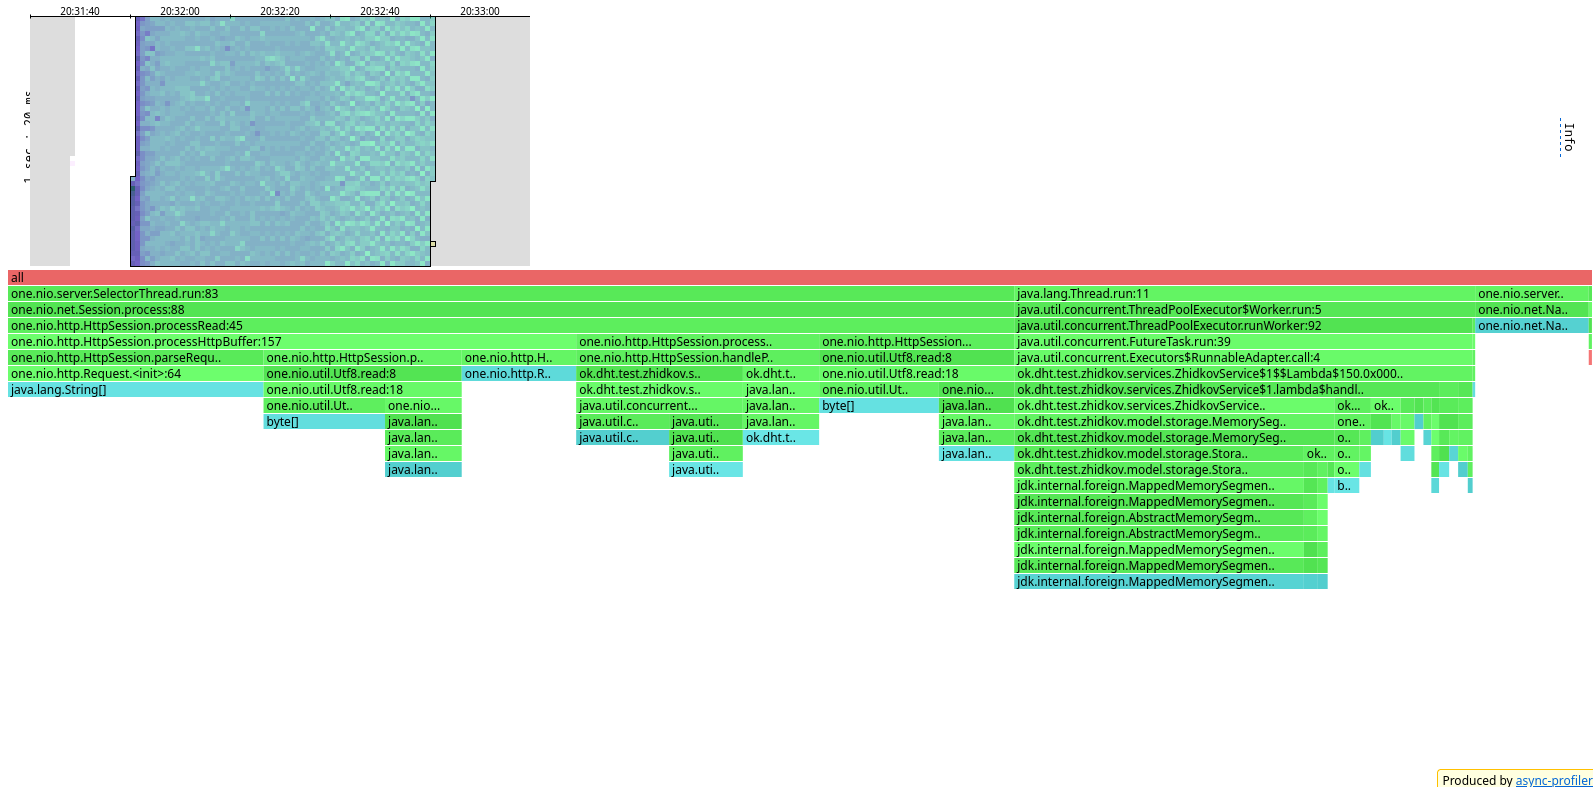 20:31:40 20:32:00 20:32:20 20:32:40 20:33:00
1 sec : 20 ms
Info
all
one.nio.server.SelectorThread.run:83 java.lang.Thread.run:11 one.nio.server..
one.nio.net.Session.process:88 java.util.concurrent.ThreadPoolExecutor$Worker.run:5 one.nio.net.Na..
one.nio.http.HttpSession.processRead:45 java.util.concurrent.ThreadPoolExecutor.runWorker:92 one.nio.net.Na..
one.nio.http.HttpSession.processHttpBuffer:157 one.nio.http.HttpSession.process.. one.nio.http.HttpSession... java.util.concurrent.FutureTask.run:39
one.nio.http.HttpSession.parseRequ.. one.nio.http.HttpSession.p.. one.nio.http.H.. one.nio.http.HttpSession.handleP.. one.nio.util.Utf8.read:8 java.util.concurrent.Executors$RunnableAdapter.call:4
one.nio.http.Request.<init>:64 one.nio.util.Utf8.read:8 one.nio.http.R.. ok.dht.test.zhidkov.s.. ok.dht.t.. one.nio.util.Utf8.read:18 ok.dht.test.zhidkov.services.ZhidkovService$1$$Lambda$150.0x000..
java.lang.String[] one.nio.util.Utf8.read:18 ok.dht.test.zhidkov.s.. java.lan.. one.nio.util.Ut.. one.nio... ok.dht.test.zhidkov.services.ZhidkovService$1.lambda$handl..
one.nio.util.Ut.. one.nio... java.util.concurrent... java.lan.. byte[] java.lan.. ok.dht.test.zhidkov.services.ZhidkovService.. ok... ok..
byte[] java.lan.. java.util.c.. java.uti.. java.lan.. java.lan.. ok.dht.test.zhidkov.model.storage.MemorySeg.. one..
java.lan.. java.util.c.. java.uti.. ok.dht.t.. java.lan.. ok.dht.test.zhidkov.model.storage.MemorySeg.. o..
java.lan.. java.uti.. java.lan.. ok.dht.test.zhidkov.model.storage.Stora.. ok.. o..
java.lan.. java.uti.. ok.dht.test.zhidkov.model.storage.Stora.. o..
jdk.internal.foreign.MappedMemorySegmen.. b..
jdk.internal.foreign.MappedMemorySegmen..
jdk.internal.foreign.AbstractMemorySegm..
jdk.internal.foreign.AbstractMemorySegm..
jdk.internal.foreign.MappedMemorySegmen..
jdk.internal.foreign.MappedMemorySegmen..
jdk.internal.foreign.MappedMemorySegmen..
Produced by async-profiler